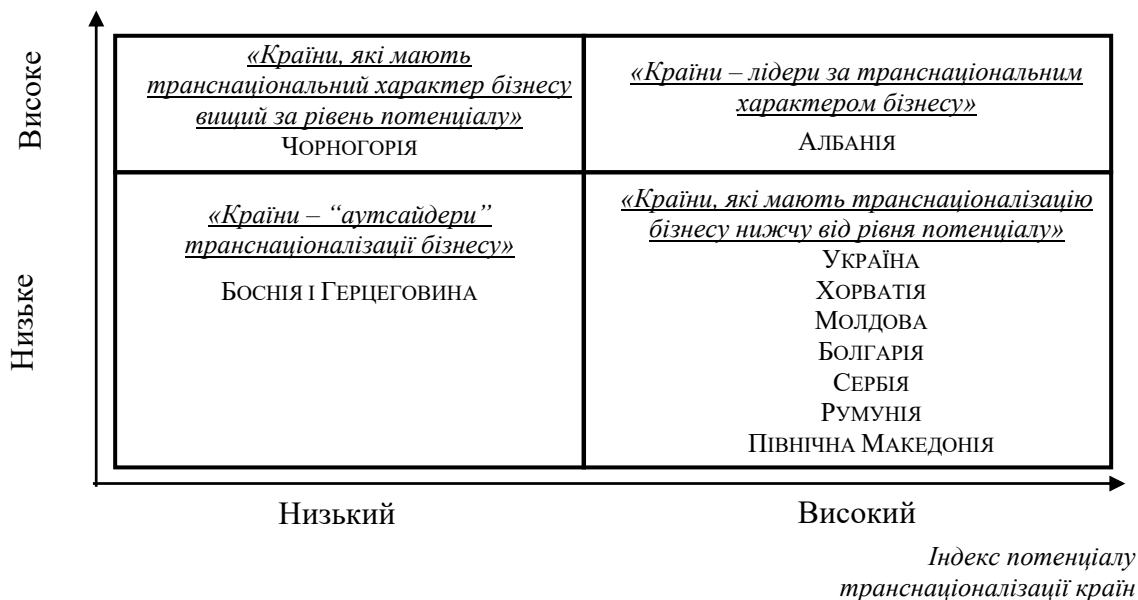 Високе
«Країни, які мають
транснаціональний характер бізнесу
вищий за рівень потенціалу»
ЧОРНОГОРІЯ
«Країни – лідери за транснаціональним
характером бізнесу»
АЛБАНІЯ
Низьке
«Країни – “аутсайдери”
транснаціоналізації бізнесу»
БОСНІЯ І ГЕРЦЕГОВИНА
«Країни, які мають транснаціоналізацію
бізнесу нижчу від рівня потенціалу»
УКРАЇНА
ХОРВАТІЯ
МОЛДОВА
БОЛГАРІЯ
СЕРБІЯ
РУМУНІЯ
ПІВНІЧНА МАКЕДОНІЯ
Низький
Високий
Індекс потенціалу
транснаціоналізації країн